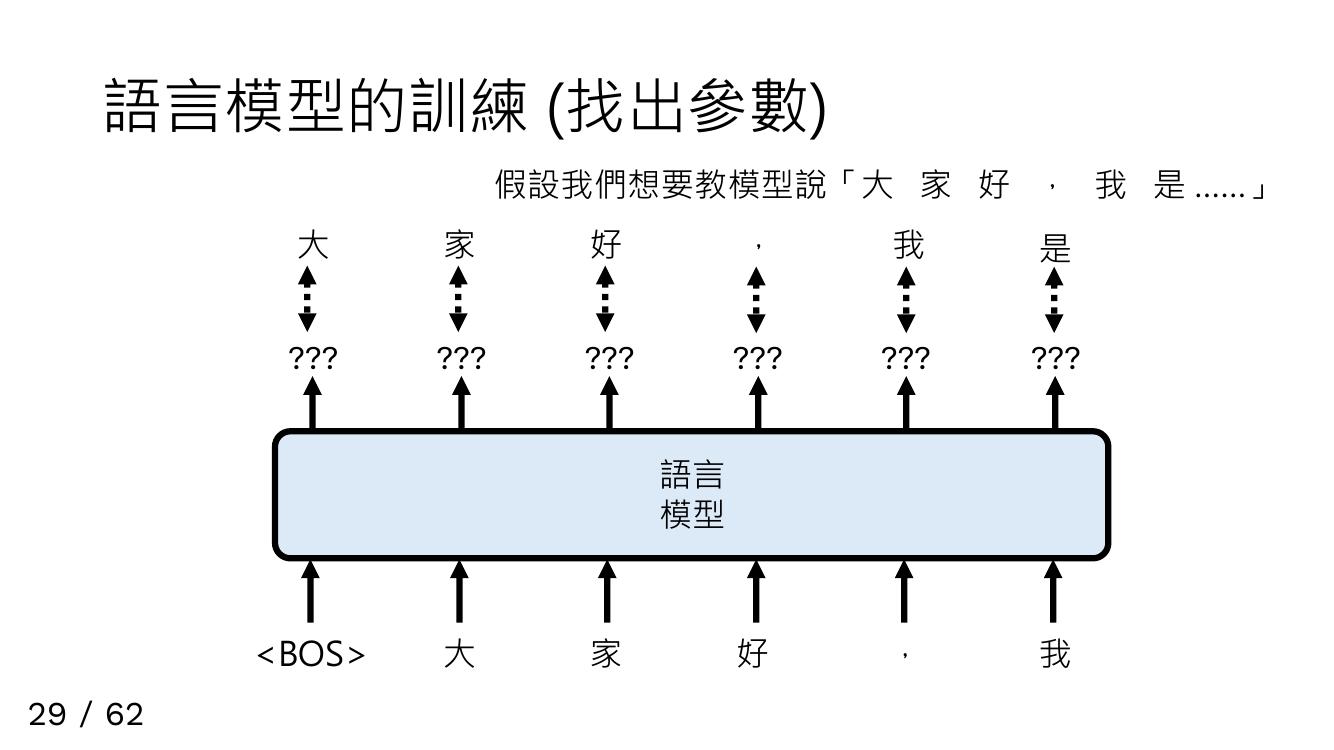 語言模型的訓練 (找出參數)
假設我們想要教模型說「大 家 好 , 我 是 ......」
大 家 好 , 我 是
??? ??? ??? ??? ??? ???
語言
模型
<BOS> 大 家 好 , 我
29 / 62